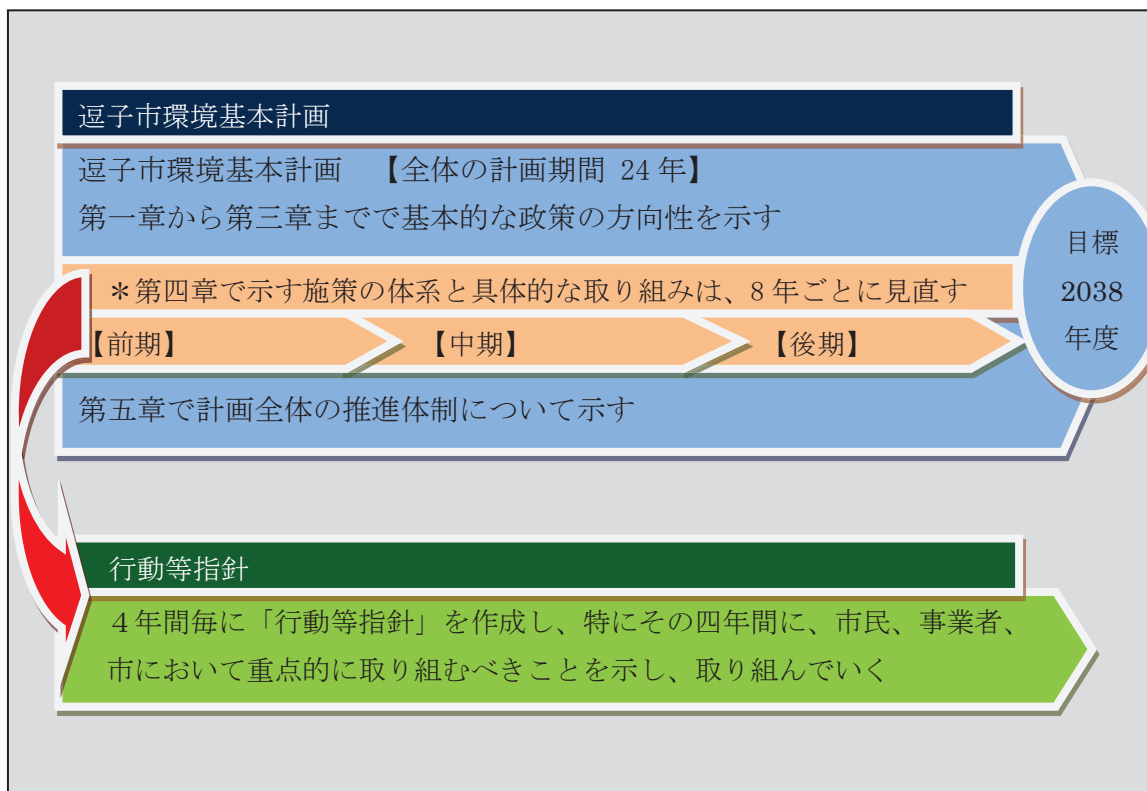 逗子市環境基本計画
逗子市環境基本計画　【全体の計画期間 24 年】
第一章から第三章までで基本的な政策の方向性を示す
＊第四章で示す施策の体系と具体的な取り組みは、8 年ごとに見直す
【前期】
【中期】
【後期】
目標
2038
年度
第五章で計画全体の推進体制について示す
行動等指針
４年間毎に「行動等指針」を作成し、特にその四年間に、市民、事業者、
市において重点的に取り組むべきことを示し、取り組んでいく